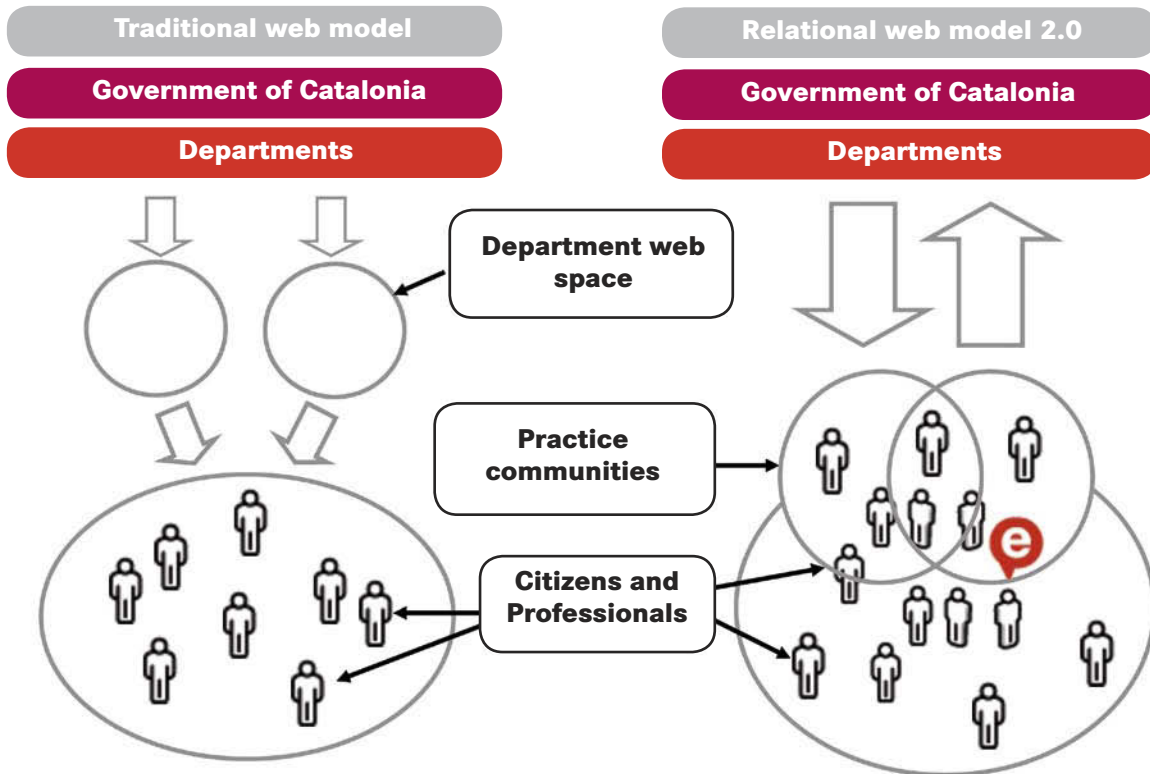 Traditional web model
Relational web model 2.0
Government of Catalonia
Government of Catalonia
Departments
Departments
Department web
space
Practice
communities
e
Citizens and
Professionals